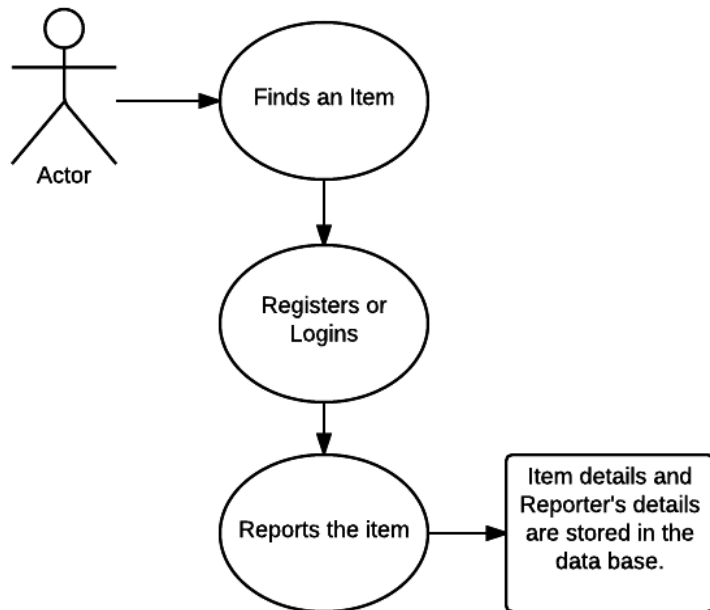 Finds an Item
Actor
Registers or
Logins
Reports the item
Item details and
Reporter's details
are stored in the
data base.